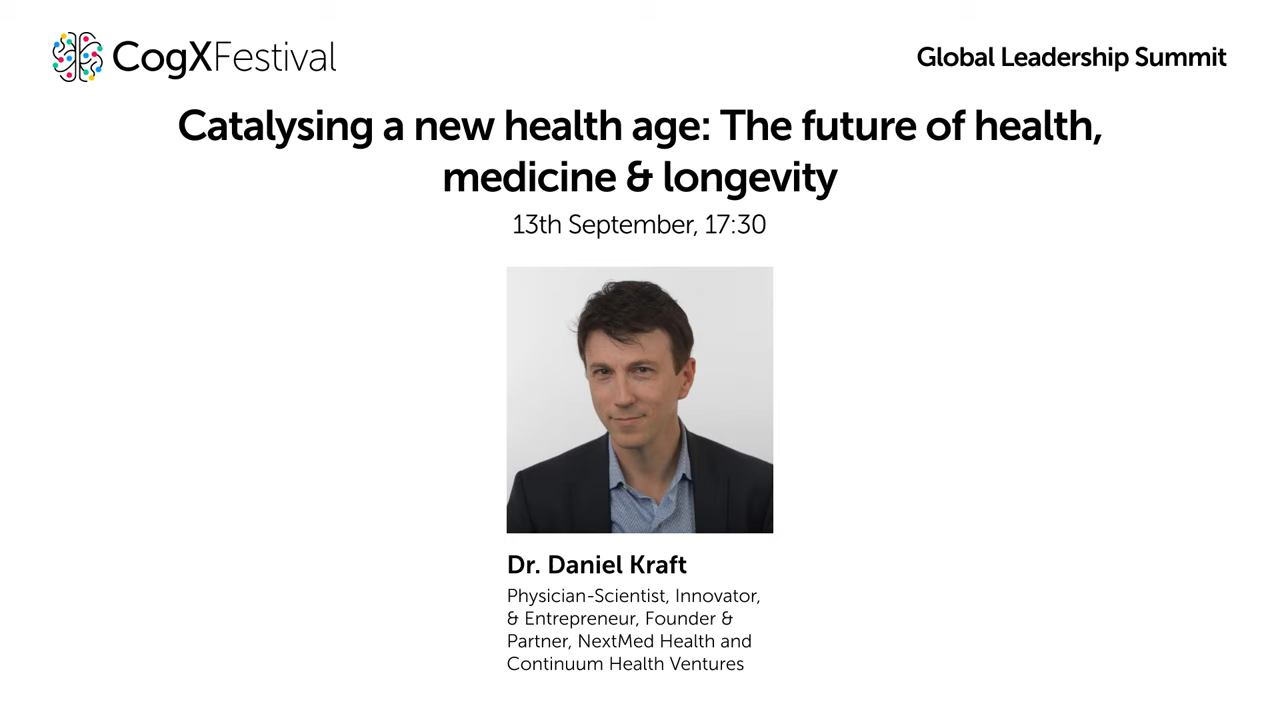 CogXFestival
Global Leadership Summit
Catalysing a new health age: The future of health,
medicine & longevity
13th September, 17:30
Dr. Daniel Kraft
Physician-Scientist, Innovator,
& Entrepreneur, Founder &
Partner, NextMed Health and
Continuum Health Ventures